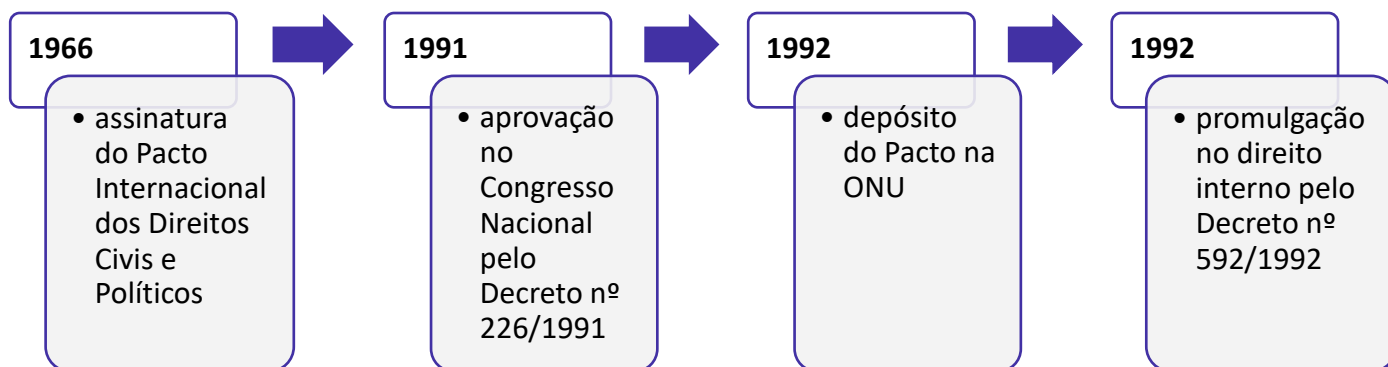 1966
• assinatura
do Pacto
Internacional
dos Direitos
Civis e
Políticos
1991
• aprovação
no
Congresso
Nacional
pelo
Decreto nº
226/1991
1992
• depósito
do Pacto na
ONU
1992
• promulgação
no direito
interno pelo
Decreto nº
592/1992